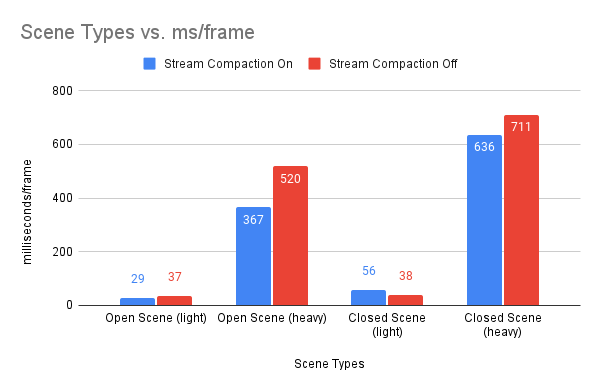 Scene Types vs. ms/frame
Stream Compaction On
Stream Compaction Off
milliseconds/frame
800
600
400
200
0
29
37
367
520
56
38
636
711
Open Scene (light)
Open Scene (heavy)
Closed Scene
(light)
Closed Scene
(heavy)
Scene Types